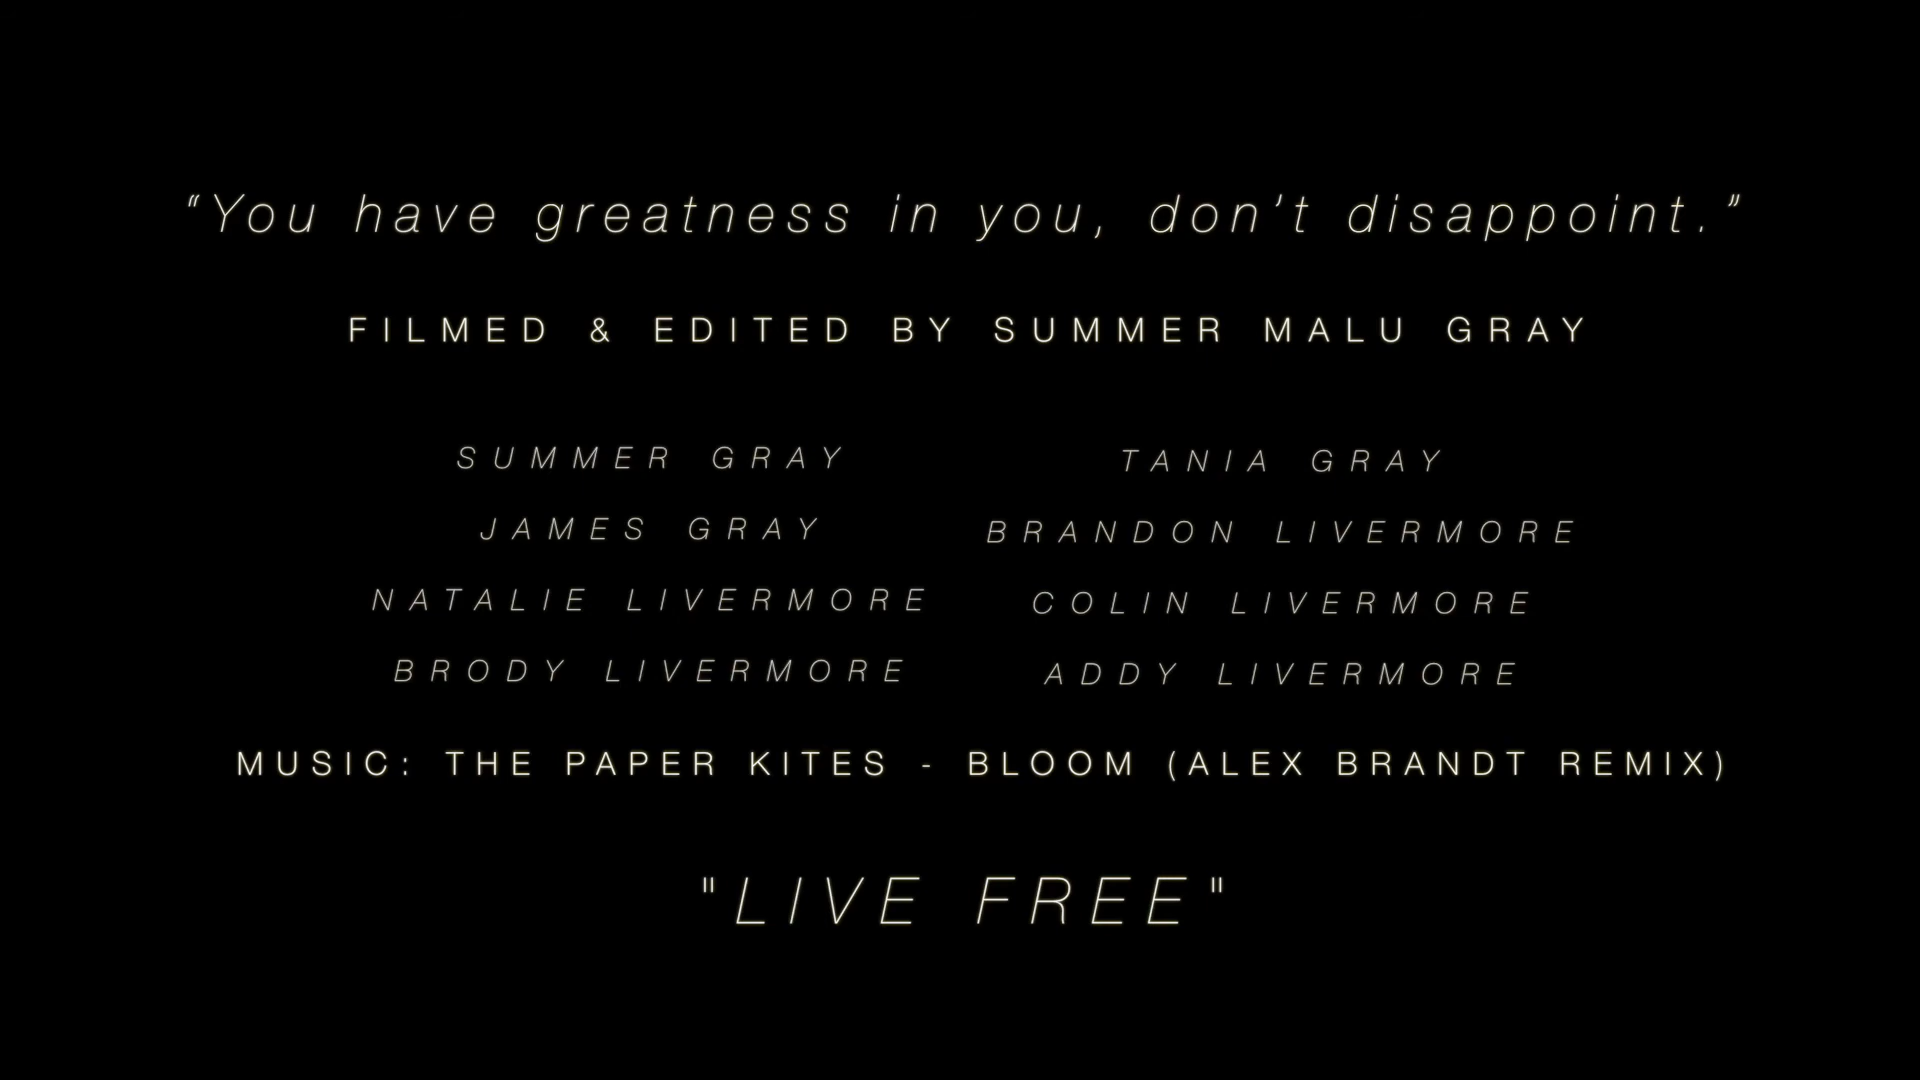 “You have greatness in you, don’t disappoint.”
FILMED & EDITED BY SUMMER MALU GRAY
SUMMER GRAY TANIA GRAY
JAMES GRAY BRANDON LIVERMORE
NATALIE LIVERMORE COLIN LIVERMORE
BRODY LIVERMORE ADDY LIVERMORE
MUSIC: THE PAPER KITES - BLOOM (ALEX BRANDT REMIX)
"LIVE FREE"